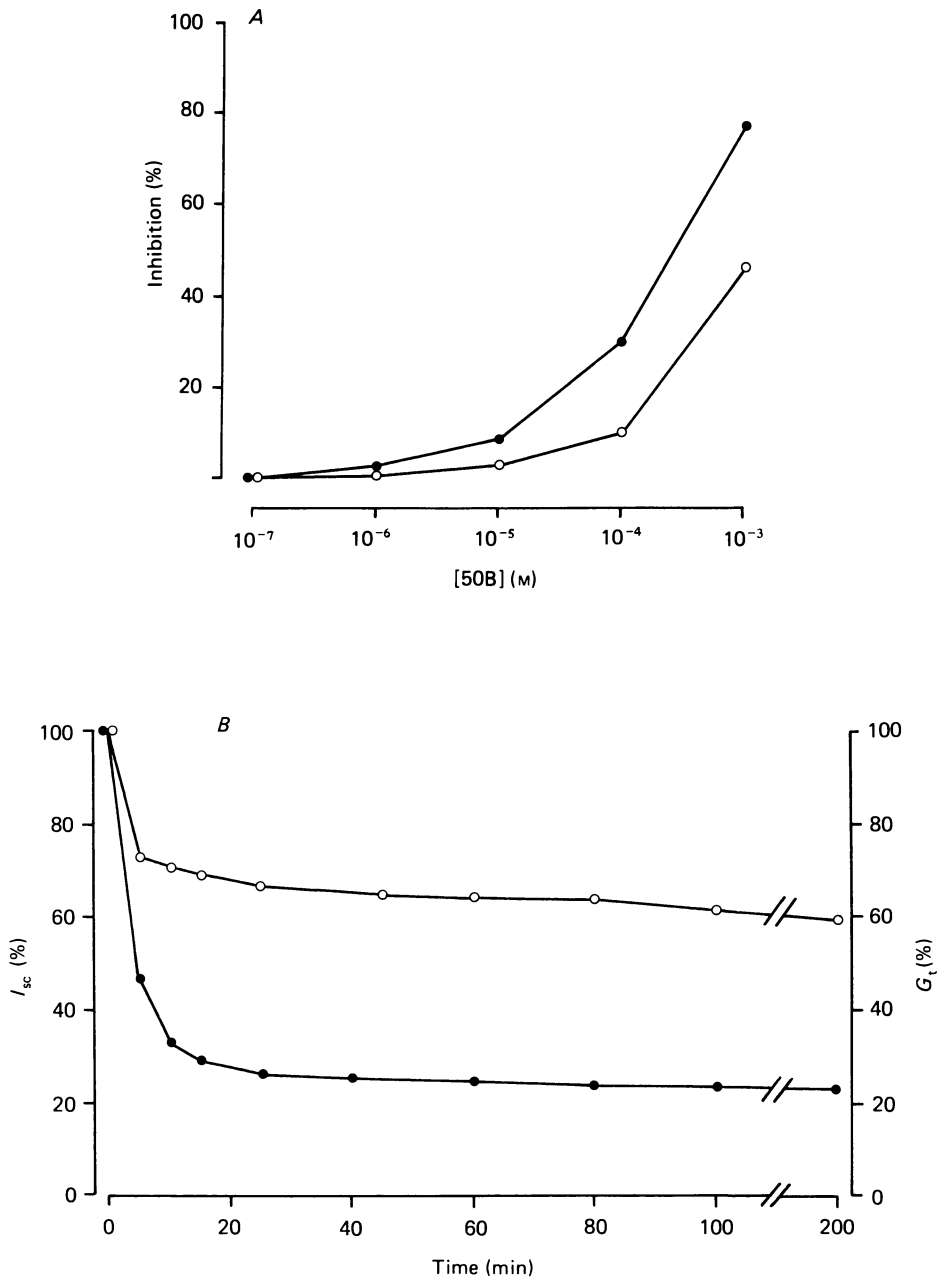 A
100
80
60
40
20
Inhibition (%)
10⁻⁷ 10⁻⁶ 10⁻⁵ 10⁻⁴ 10⁻³
[50B] (M)
B
100 100
80 80
60 60
40 40
20 20
0 0
Isc (%)
Gt (%)
0 20 40 60 80 100 200
Time (min)